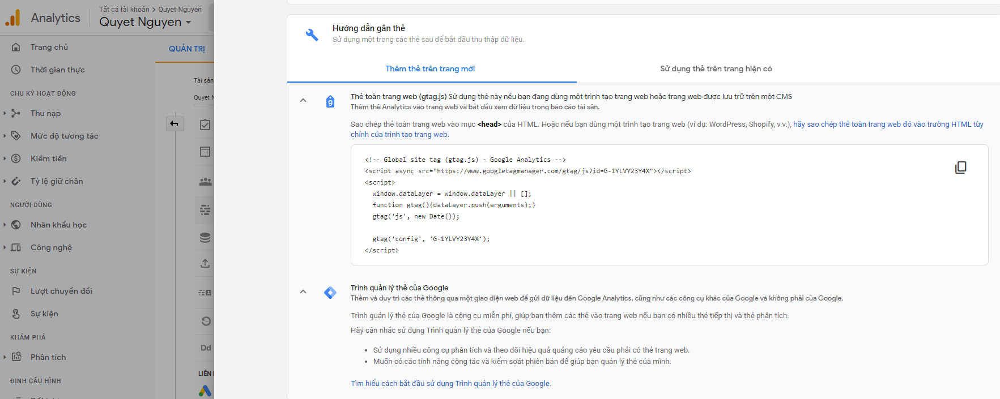 Analytics
Tất cả tài khoản > Quyet Nguyen
Quyet Nguyen
Trang chủ
Thời gian thực
CHU KỲ HOẠT ĐỘNG
Thu nạp
Mức độ tương tác
Kiếm tiền
Tỷ lệ giữ chân
NGƯỜI DÙNG
Nhân khẩu học
Công nghệ
SỰ KIỆN
Lượt chuyển đổi
Sự kiện
KHÁM PHÁ
Phân tích
ĐỊNH CẤU HÌNH
QUẢN TRỊ
Tài sản
Quyet N
Dd
LIÊN
Hướng dẫn gắn thẻ
Sử dụng một trong các thẻ sau để bắt đầu thu thập dữ liệu.
Thêm thẻ trên trang mới
Sử dụng thẻ trên trang hiện có
Thẻ toàn trang web (gtag.js) Sử dụng thẻ này nếu bạn đang dùng một trình tạo trang web hoặc trang web được lưu trữ trên một CMS
Thêm thẻ Analytics vào trang web và bắt đầu xem dữ liệu trong báo cáo tài sản.
Sao chép thẻ toàn trang web vào mục <head> của HTML. Hoặc nếu bạn dùng một trình tạo trang web (ví dụ: WordPress, Shopify, v.v.), hãy sao chép thẻ toàn trang web đó vào trường HTML tùy
chỉnh của trình tạo trang web.
<!-- Global site tag (gtag.js) - Google Analytics -->
<script async src="https://www.googletagmanager.com/gtag/js?id=G-1YLVY23Y4X"></script>
<script>
window.dataLayer = window.dataLayer || [];
function gtag(){dataLayer.push(arguments);}
gtag('js', new Date());
gtag('config', 'G-1YLVY23Y4X');
</script>
Trình quản lý thẻ của Google
Thêm và duy trì các thẻ thông qua một giao diện web để gửi dữ liệu đến Google Analytics, cũng như các công cụ khác của Google và không phải của Google.
Trình quản lý thẻ của Google là công cụ miễn phí, giúp bạn thêm các thẻ vào trang web nếu bạn có nhiều thẻ tiếp thị và thẻ phân tích.
Hãy cân nhắc sử dụng Trình quản lý thẻ của Google nếu bạn:
• Sử dụng nhiều công cụ phân tích và theo dõi hiệu quả quảng cáo yêu cầu phải có thẻ trang web.
• Muốn có các tính năng cộng tác và kiểm soát phiên bản để giúp bạn quản lý thẻ của mình.
Tìm hiểu cách bắt đầu sử dụng Trình quản lý thẻ của Google.